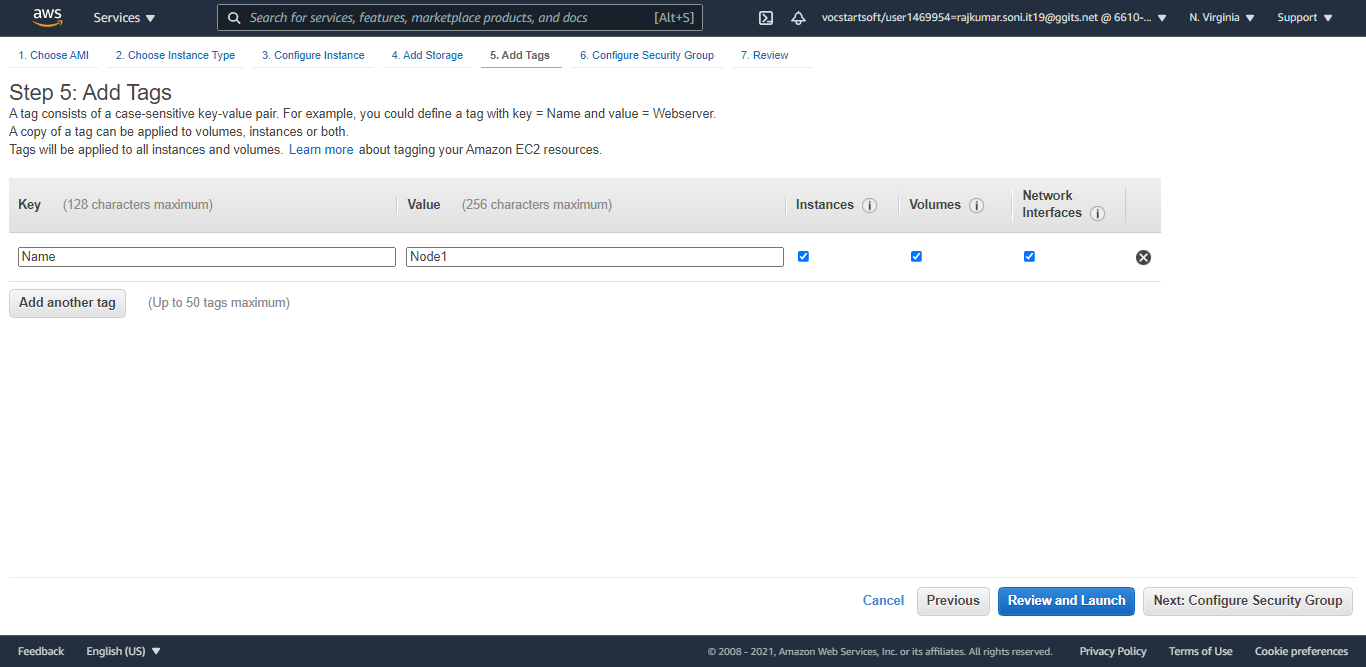 aws Services Search for services, features, marketplace products, and docs [Alt+S] vocstartsoft/user1469954=rajkumar.soni.it19@ggits.net @ 6610-... N. Virginia Support
1. Choose AMI 2. Choose Instance Type 3. Configure Instance 4. Add Storage 5. Add Tags 6. Configure Security Group 7. Review
Step 5: Add Tags
A tag consists of a case-sensitive key-value pair. For example, you could define a tag with key = Name and value = Webserver.
A copy of a tag can be applied to volumes, instances or both.
Tags will be applied to all instances and volumes. Learn more about tagging your Amazon EC2 resources.
Key (128 characters maximum) Value (256 characters maximum) Instances i Volumes i Network
Interfaces i
Name Node1
Add another tag (Up to 50 tags maximum)
Cancel Previous Review and Launch Next: Configure Security Group
Feedback English (US) © 2008 - 2021, Amazon Web Services, Inc. or its affiliates. All rights reserved. Privacy Policy Terms of Use Cookie preferences